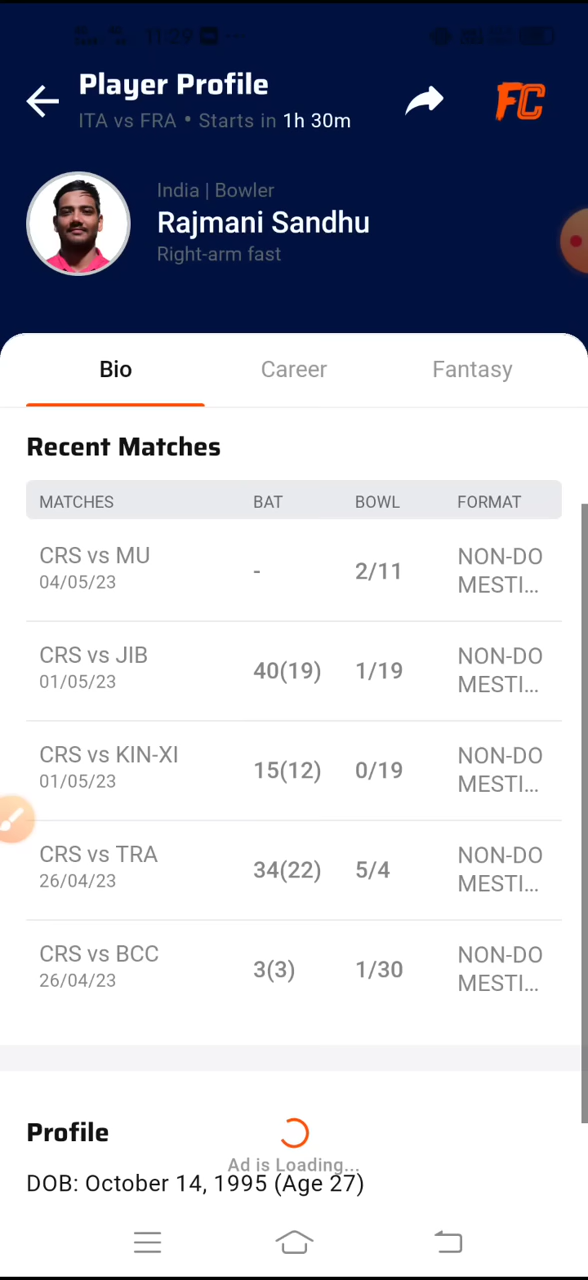 11:29
Player Profile
ITA vs FRA • Starts in 1h 30m
FC
India | Bowler
Rajmani Sandhu
Right-arm fast
Bio Career Fantasy
Recent Matches
MATCHES BAT BOWL FORMAT
CRS vs MU - 2/11 NON-DO
04/05/23 MESTI...
CRS vs JIB 40(19) 1/19 NON-DO
01/05/23 MESTI...
CRS vs KIN-XI 15(12) 0/19 NON-DO
01/05/23 MESTI...
CRS vs TRA 34(22) 5/4 NON-DO
26/04/23 MESTI...
CRS vs BCC 3(3) 1/30 NON-DO
26/04/23 MESTI...
Profile
Ad is Loading...
DOB: October 14, 1995 (Age 27)